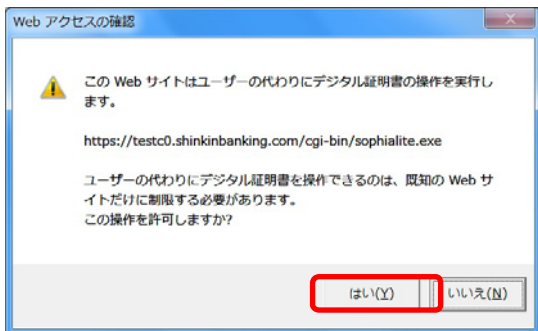 Web アクセスの確認
この Web サイトはユーザーの代わりにデジタル証明書の操作を実行し
ます。
https://testc0.shinkinbanking.com/cgi-bin/sophialite.exe
ユーザーの代わりにデジタル証明書を操作できるのは、既知の Web サ
イトだけに制限する必要があります。
この操作を許可しますか?
はい(Y) いいえ(N)